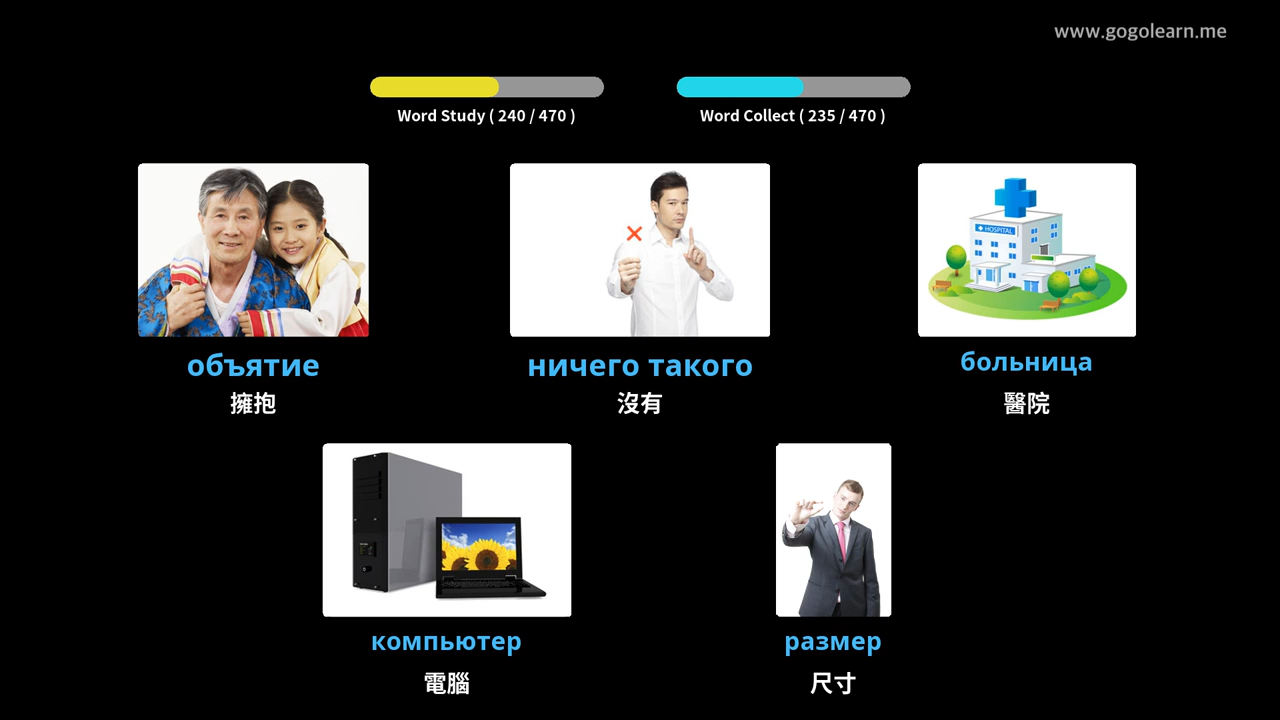 www.gogolearn.me
Word Study ( 240 / 470 )
Word Collect ( 235 / 470 )
HOSPITAL
объятие
ничего такого
больница
擁抱
沒有
醫院
компьютер
размер
電腦
尺寸